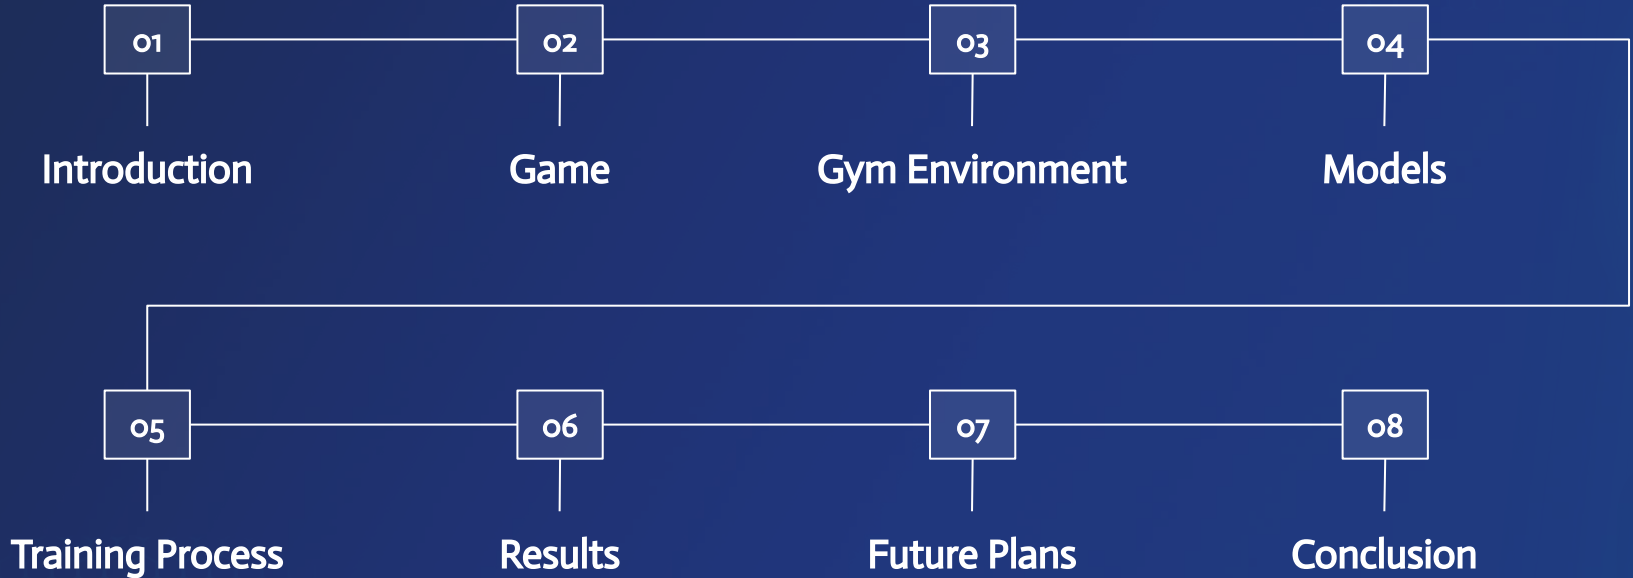 01
02
03
04
Introduction
Game
Gym Environment
Models
05
06
07
08
Training Process
Results
Future Plans
Conclusion